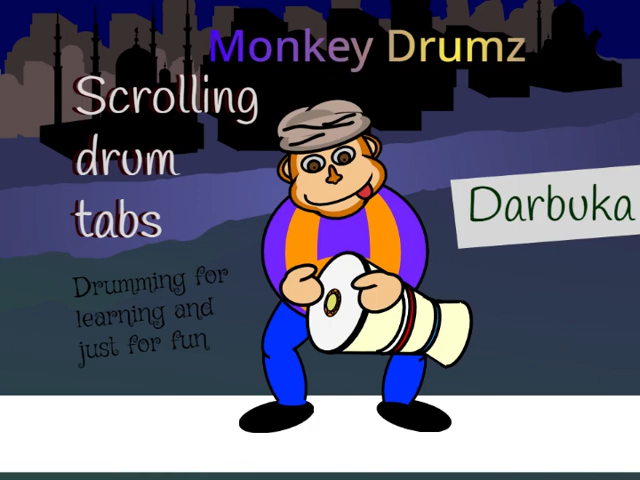 Monkey Drumz
Scrolling
drum
tabs
Darbuka
Drumming for
learning and
just for fun